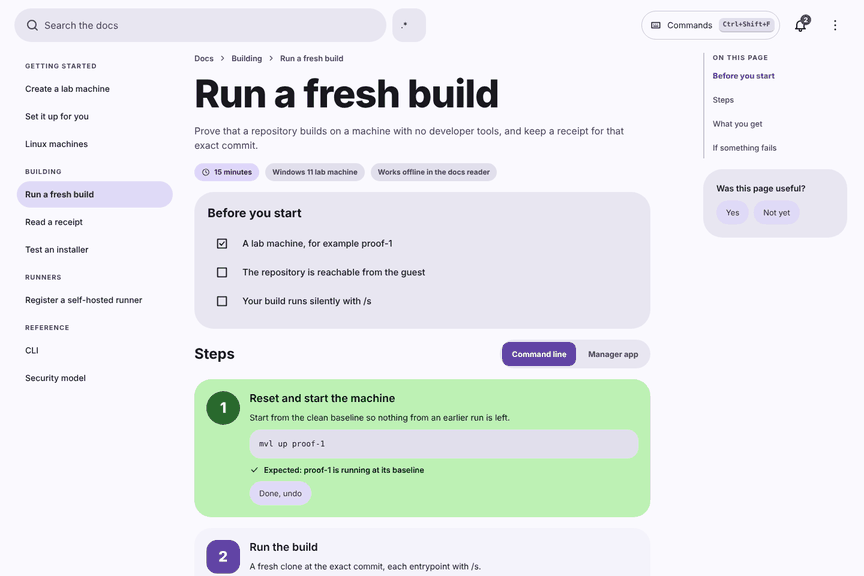 Search the docs
.*
Commands
Ctrl+Shift+F
2
GETTING STARTED
Create a lab machine
Set it up for you
Linux machines
BUILDING
Run a fresh build
Read a receipt
Test an installer
RUNNERS
Register a self-hosted runner
REFERENCE
CLI
Security model
Docs > Building > Run a fresh build
Run a fresh build
Prove that a repository builds on a machine with no developer tools, and keep a receipt for that
exact commit.
15 minutes
Windows 11 lab machine
Works offline in the docs reader
Before you start
A lab machine, for example proof-1
The repository is reachable from the guest
Your build runs silently with /s
Steps
Command line
Manager app
1
Reset and start the machine
Start from the clean baseline so nothing from an earlier run is left.
mvl up proof-1
Expected: proof-1 is running at its baseline
Done, undo
2
Run the build
A fresh clone at the exact commit, each entrypoint with /s.
ON THIS PAGE
Before you start
Steps
What you get
If something fails
Was this page useful?
Yes
Not yet